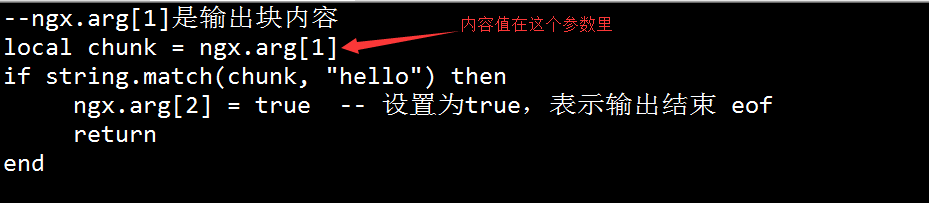 --ngx.arg[1]是输出块内容
内容值在这个参数里
local chunk = ngx.arg[1]
if string.match(chunk, "hello") then
     ngx.arg[2] = true  -- 设置为true，表示输出结束 eof
     return
end